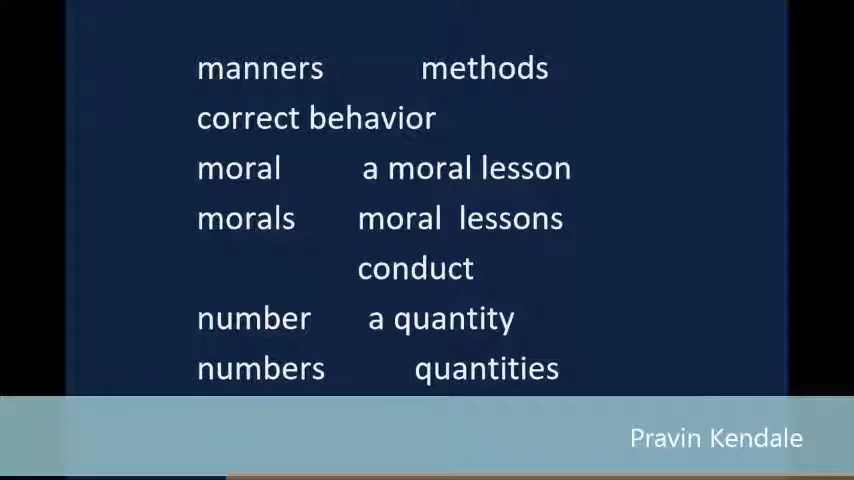 manners methods
correct behavior
moral a moral lesson
morals moral lessons
conduct
number a quantity
numbers quantities
Pravin Kendale